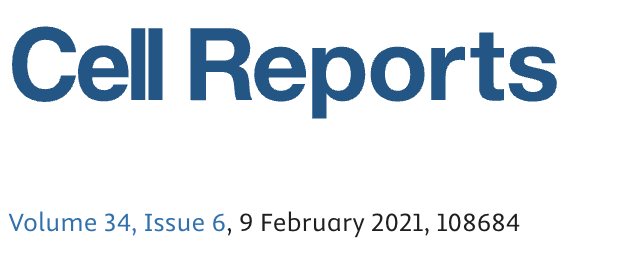 Cell Reports
Volume 34, Issue 6, 9 February 2021, 108684